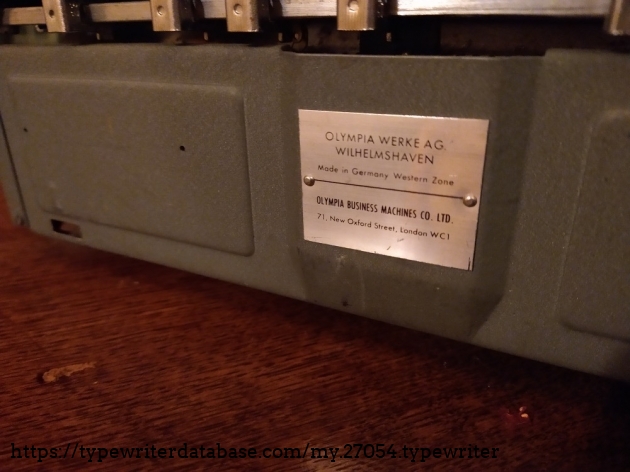 OLYMPIA WERKE AG.
WILHELMSHAVEN
Made in Germany Western Zone
OLYMPIA BUSINESS MACHINES CO. LTD.
71, New Oxford Street, London WC1
https://typewriterdatabase.com/my.27054.typewriter